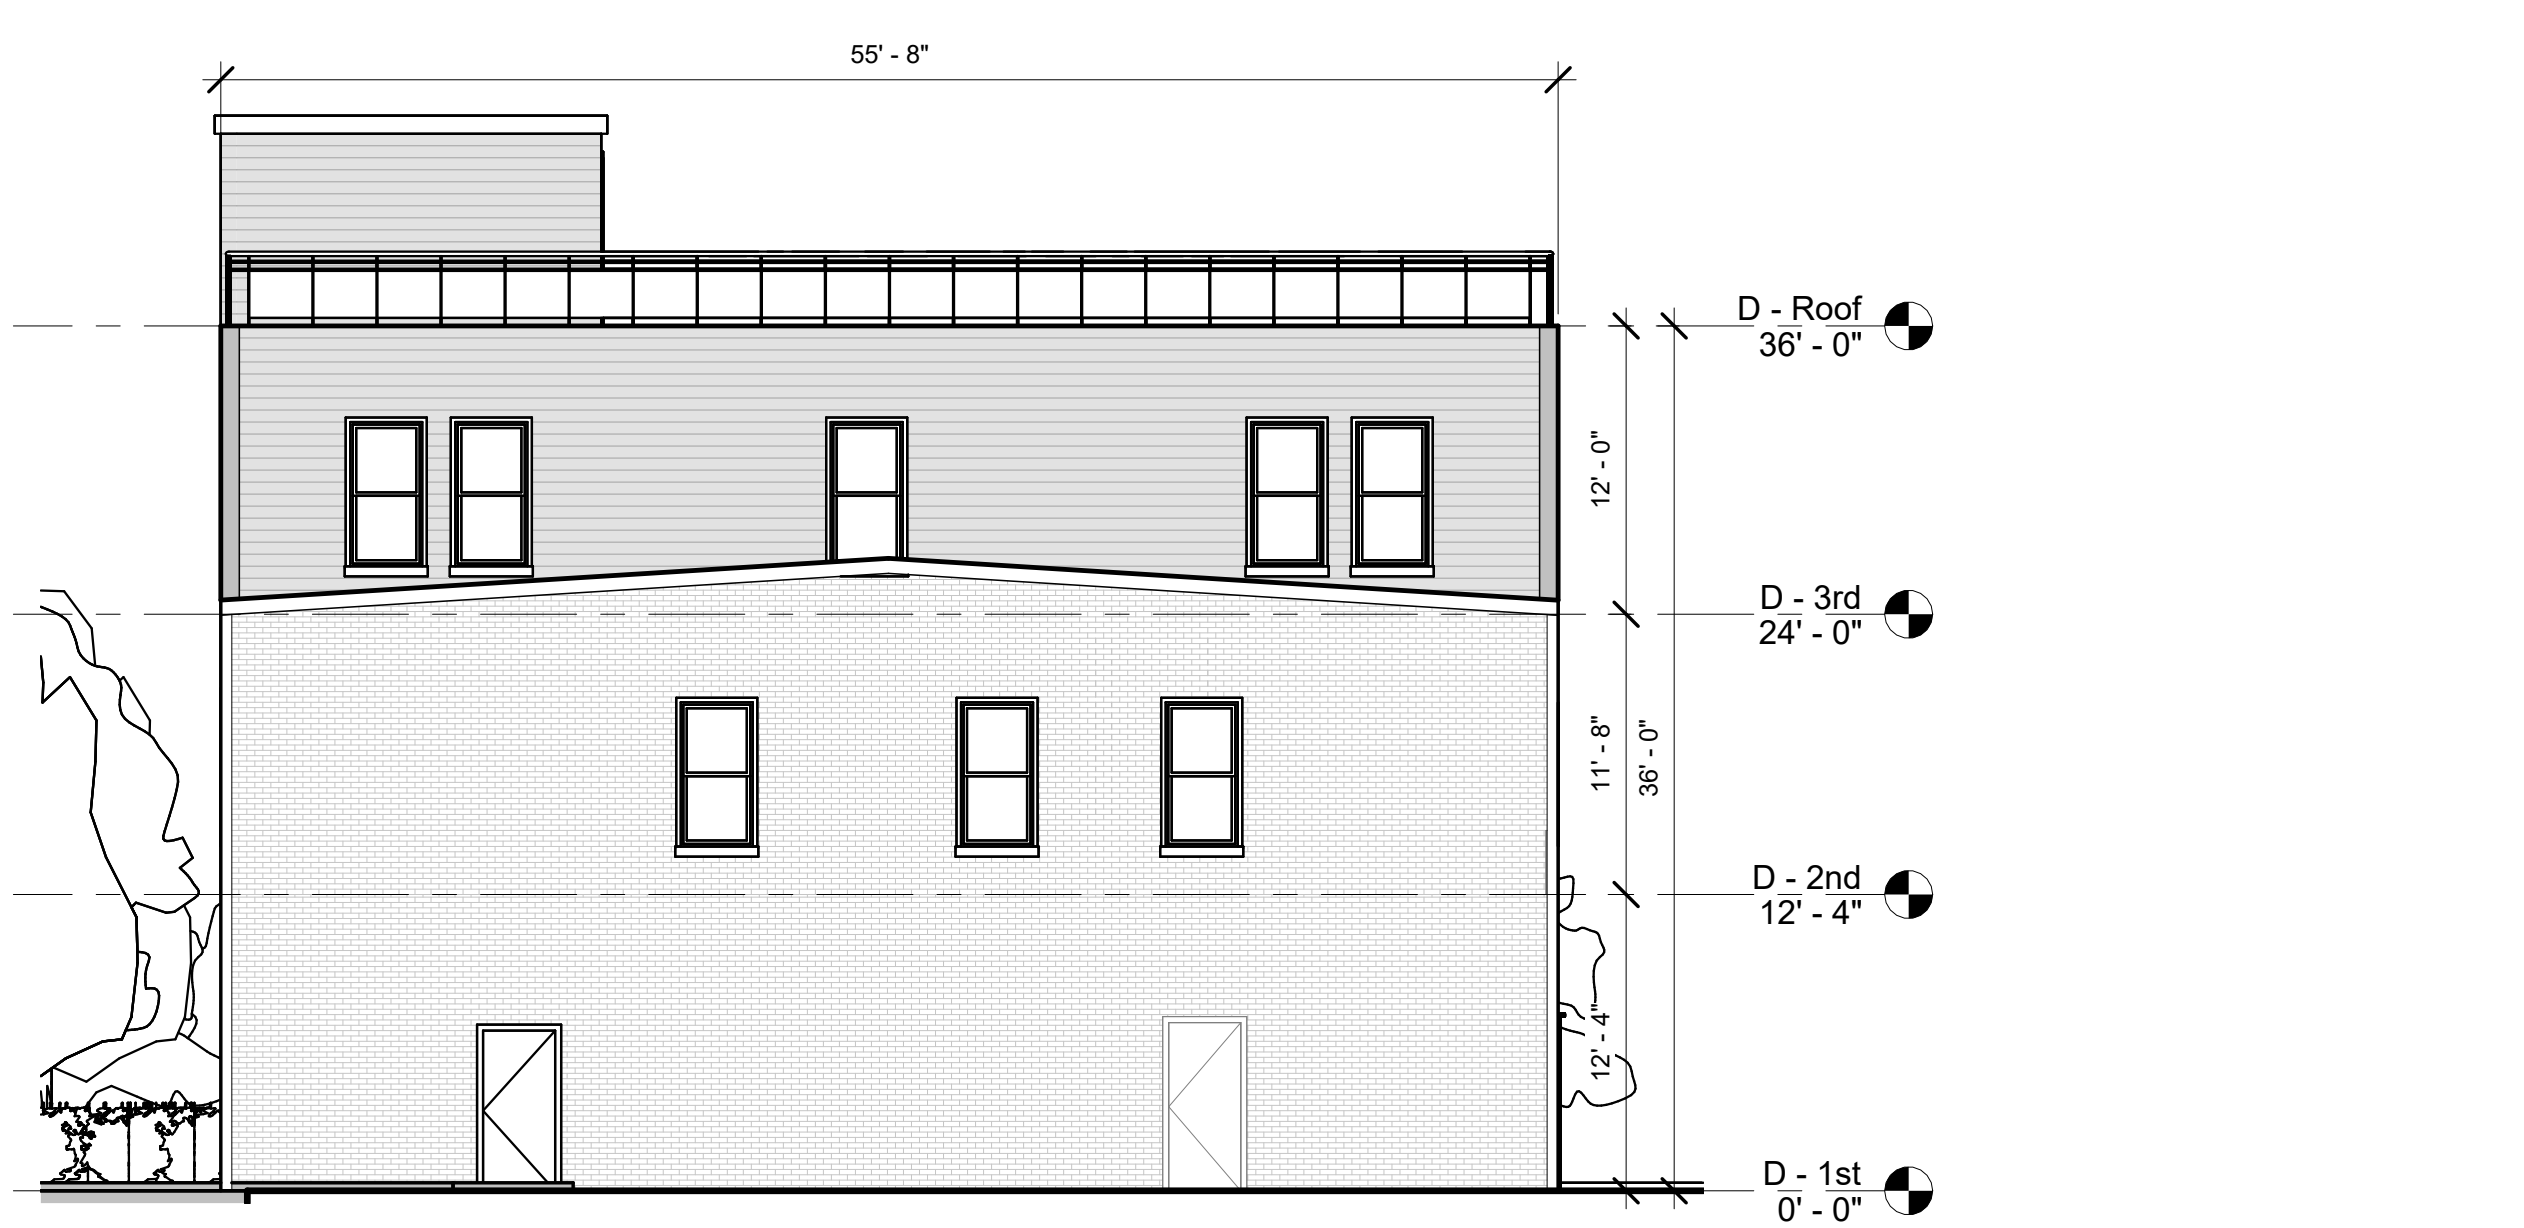 55' - 8"
D - Roof
36' - 0"
12' - 0"
D - 3rd
24' - 0"
11' - 8"
36' - 0"
D - 2nd
12' - 4"
12' - 4"
D - 1st
0' - 0"